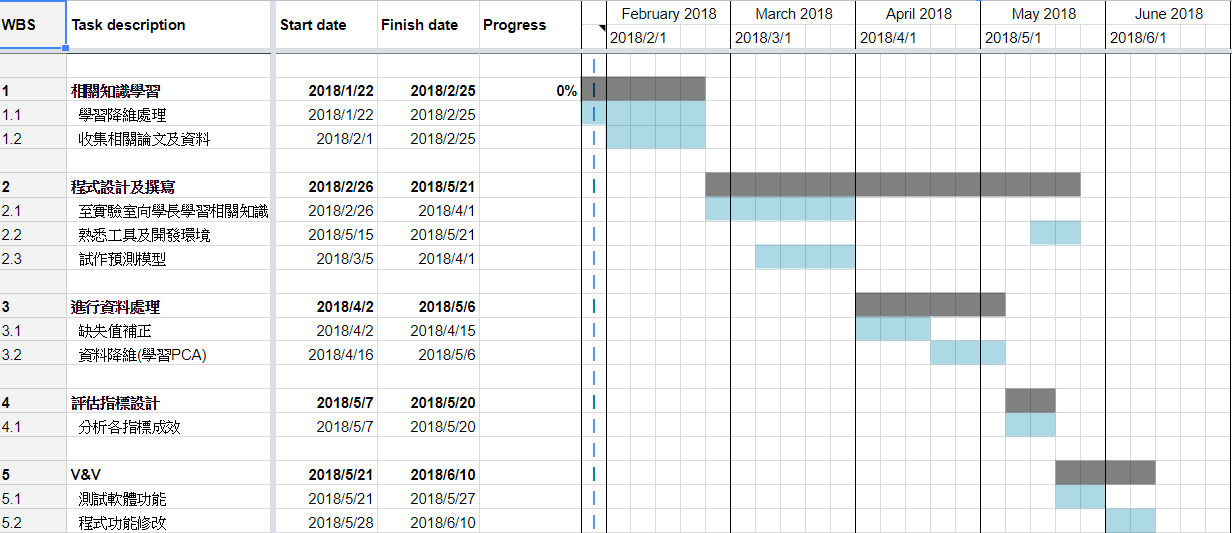 WBS Task description Start date Finish date Progress February 2018 March 2018 April 2018 May 2018 June 2018
2018/2/1 2018/3/1 2018/4/1 2018/5/1 2018/6/1
1 相關知識學習 2018/1/22 2018/2/25 0%
1.1 學習降維處理 2018/1/22 2018/2/25
1.2 收集相關論文及資料 2018/2/1 2018/2/25
2 程式設計及撰寫 2018/2/26 2018/5/21
2.1 至實驗室向學長學習相關知識 2018/2/26 2018/4/1
2.2 熟悉工具及開發環境 2018/5/15 2018/5/21
2.3 試作預測模型 2018/3/5 2018/4/1
3 進行資料處理 2018/4/2 2018/5/6
3.1 缺失值補正 2018/4/2 2018/4/15
3.2 資料降維(學習PCA) 2018/4/16 2018/5/6
4 評估指標設計 2018/5/7 2018/5/20
4.1 分析各指標成效 2018/5/7 2018/5/20
5 V&V 2018/5/21 2018/6/10
5.1 測試軟體功能 2018/5/21 2018/5/27
5.2 程式功能修改 2018/5/28 2018/6/10